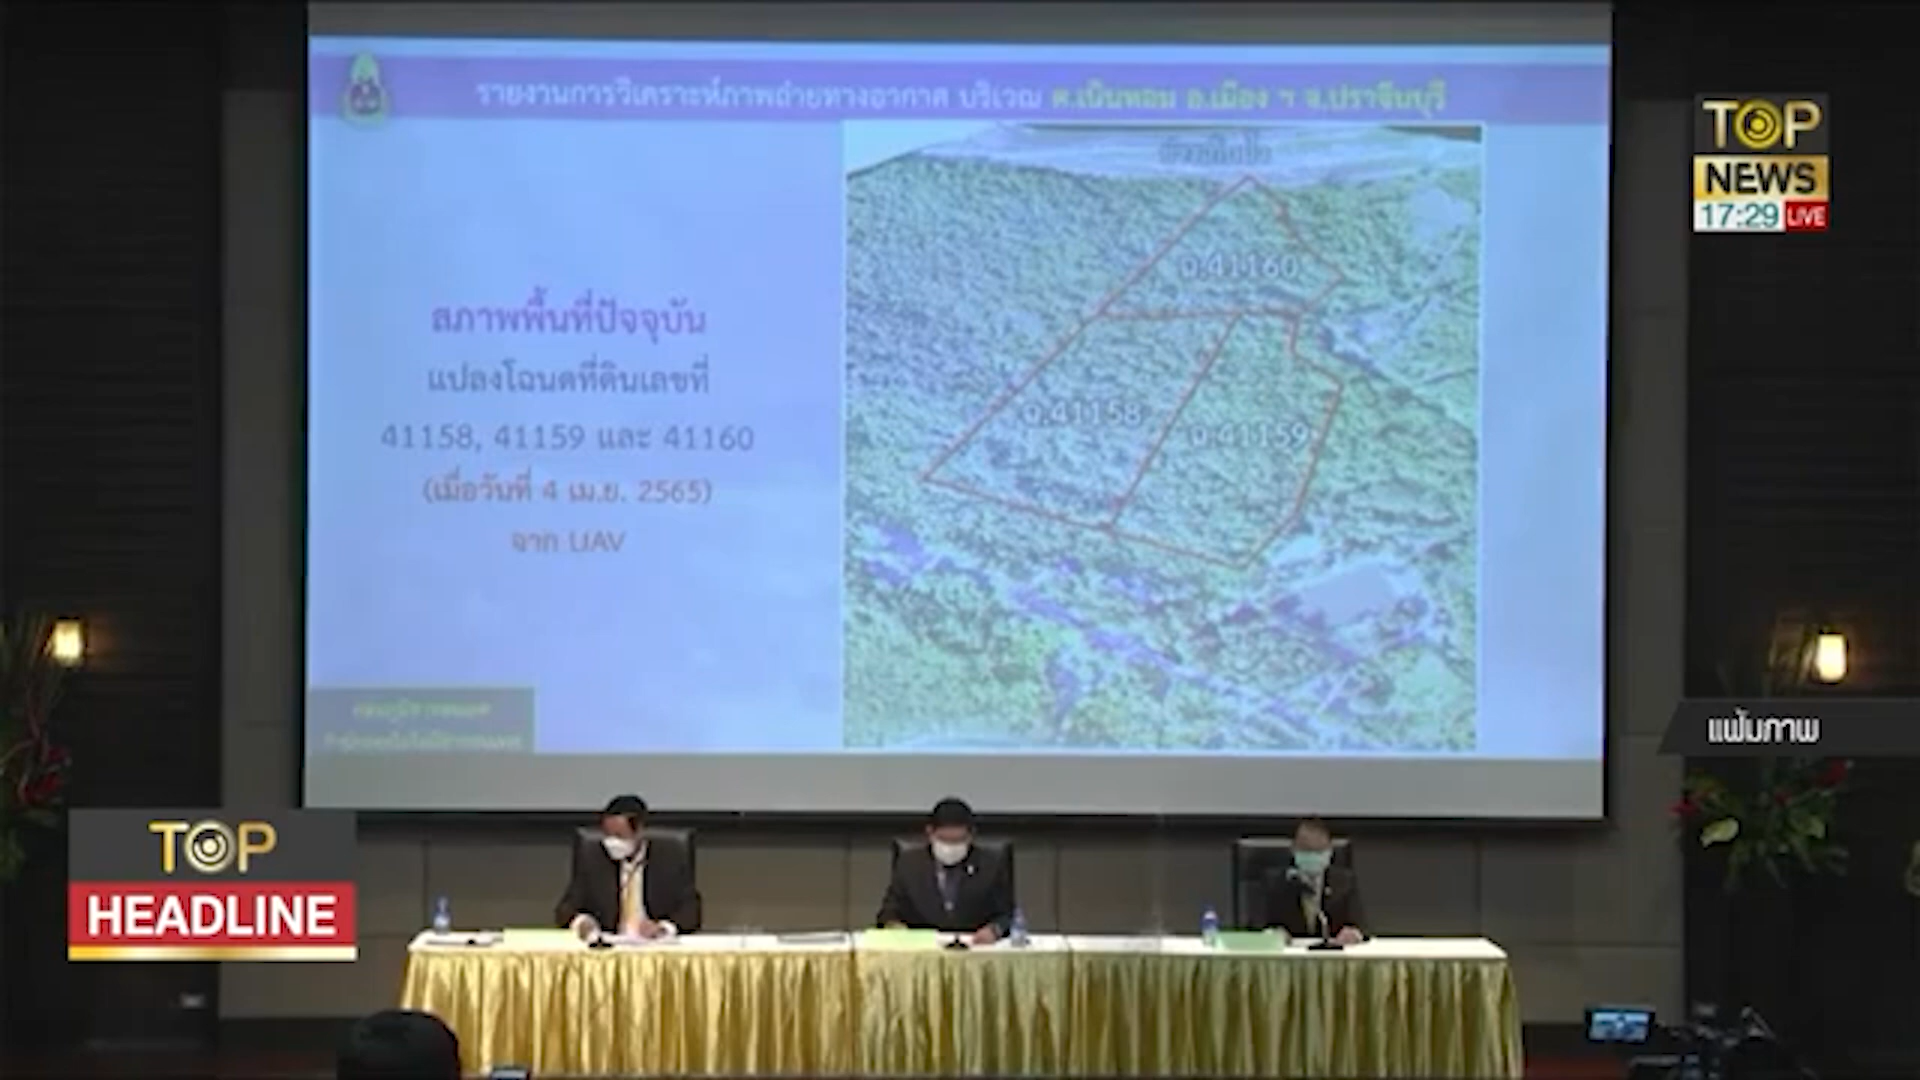 รายงานการวิเคราะห์ภาพถ่ายทางอากาศ บริเวณ ต.เนินหอม อ.เมือง ฯ จ.ปราจีนบุรี
TOP
NEWS
17:29 LIVE
จ.41160
สภาพพื้นที่ปัจจุบัน
แปลงโฉนดที่ดินเลขที่
จ.41158
จ.41159
41158, 41159 และ 41160
(เมื่อวันที่ 4 เม.ย. 2565)
จาก UAV
แฟ้มภาพ
TOP
HEADLINE